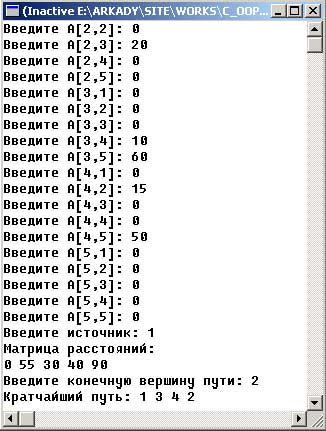 (Inactive E:\ARKADY\SITE\WORKS\C_OOP...
Введите A[2,2]: 0
Введите A[2,3]: 20
Введите A[2,4]: 0
Введите A[2,5]: 0
Введите A[3,1]: 0
Введите A[3,2]: 0
Введите A[3,3]: 0
Введите A[3,4]: 10
Введите A[3,5]: 60
Введите A[4,1]: 0
Введите A[4,2]: 15
Введите A[4,3]: 0
Введите A[4,4]: 0
Введите A[4,5]: 50
Введите A[5,1]: 0
Введите A[5,2]: 0
Введите A[5,3]: 0
Введите A[5,4]: 0
Введите A[5,5]: 0
Введите источник: 1
Матрица расстояний:
0 55 30 40 90
Введите конечную вершину пути: 2
Кратчайший путь: 1 3 4 2